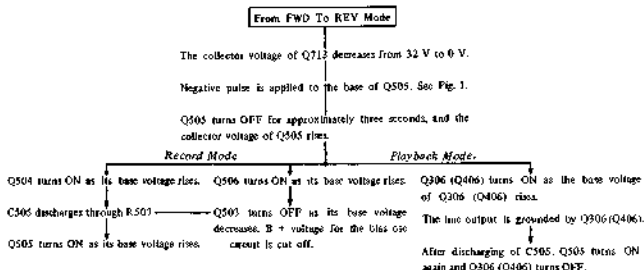 From FWD To REV Mode
The collector voltage of Q713 decreases from 32 V to 0 V.
Negative pulse is applied to the base of Q505. See Fig. 1.
Q505 turns OFF for approximately three seconds, and the
collector voltage of Q505 rises.
Record Mode
Playback Mode
Q504 turns ON as its base voltage rises.
C505 discharges through R507
Q505 turns ON as its base voltage rises.
Q506 turns ON as its base voltage rises.
Q503 turns OFF as its base voltage
decreases. B + voltage for the bias osc
circuit is cut off.
Q306 (Q406) turns ON as the base voltage
of Q306 (Q406) rises.
The line output is grounded by Q306 (Q406).
After discharging of C505, Q505 turns ON
again and Q306 (Q406) turns OFF.